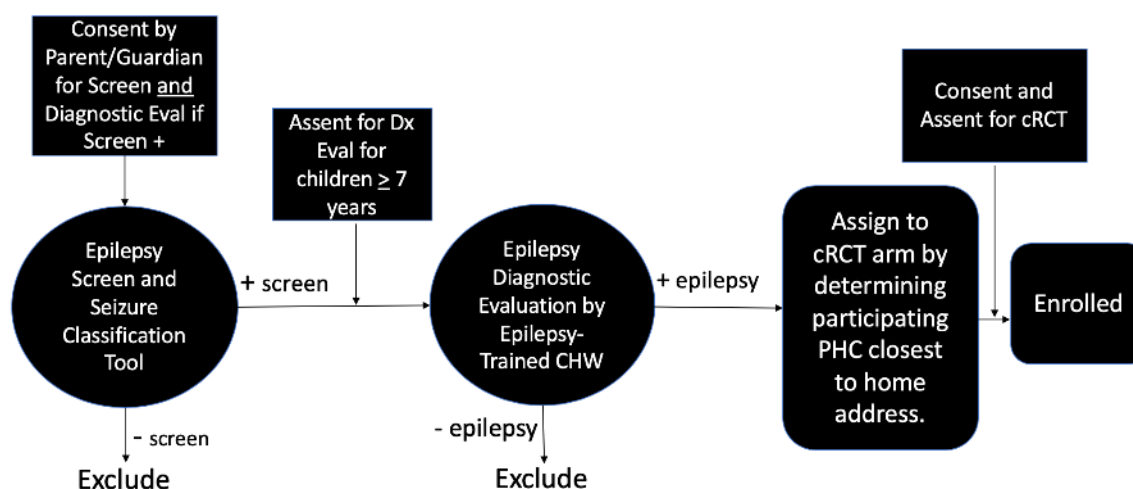 Consent by
Parent/Guardian
for Screen and
Diagnostic Eval if
Screen +
Assent for Dx
Eval for
children ≥ 7
years
Consent and
Assent for cRCT
Epilepsy
Screen and
Seizure
Classification
Tool
+ screen
Epilepsy
Diagnostic
Evaluation by
Epilepsy-
Trained CHW
+ epilepsy
Assign to
cRCT arm by
determining
participating
PHC closest
to home
address.
Enrolled
- screen
Exclude
- epilepsy
Exclude